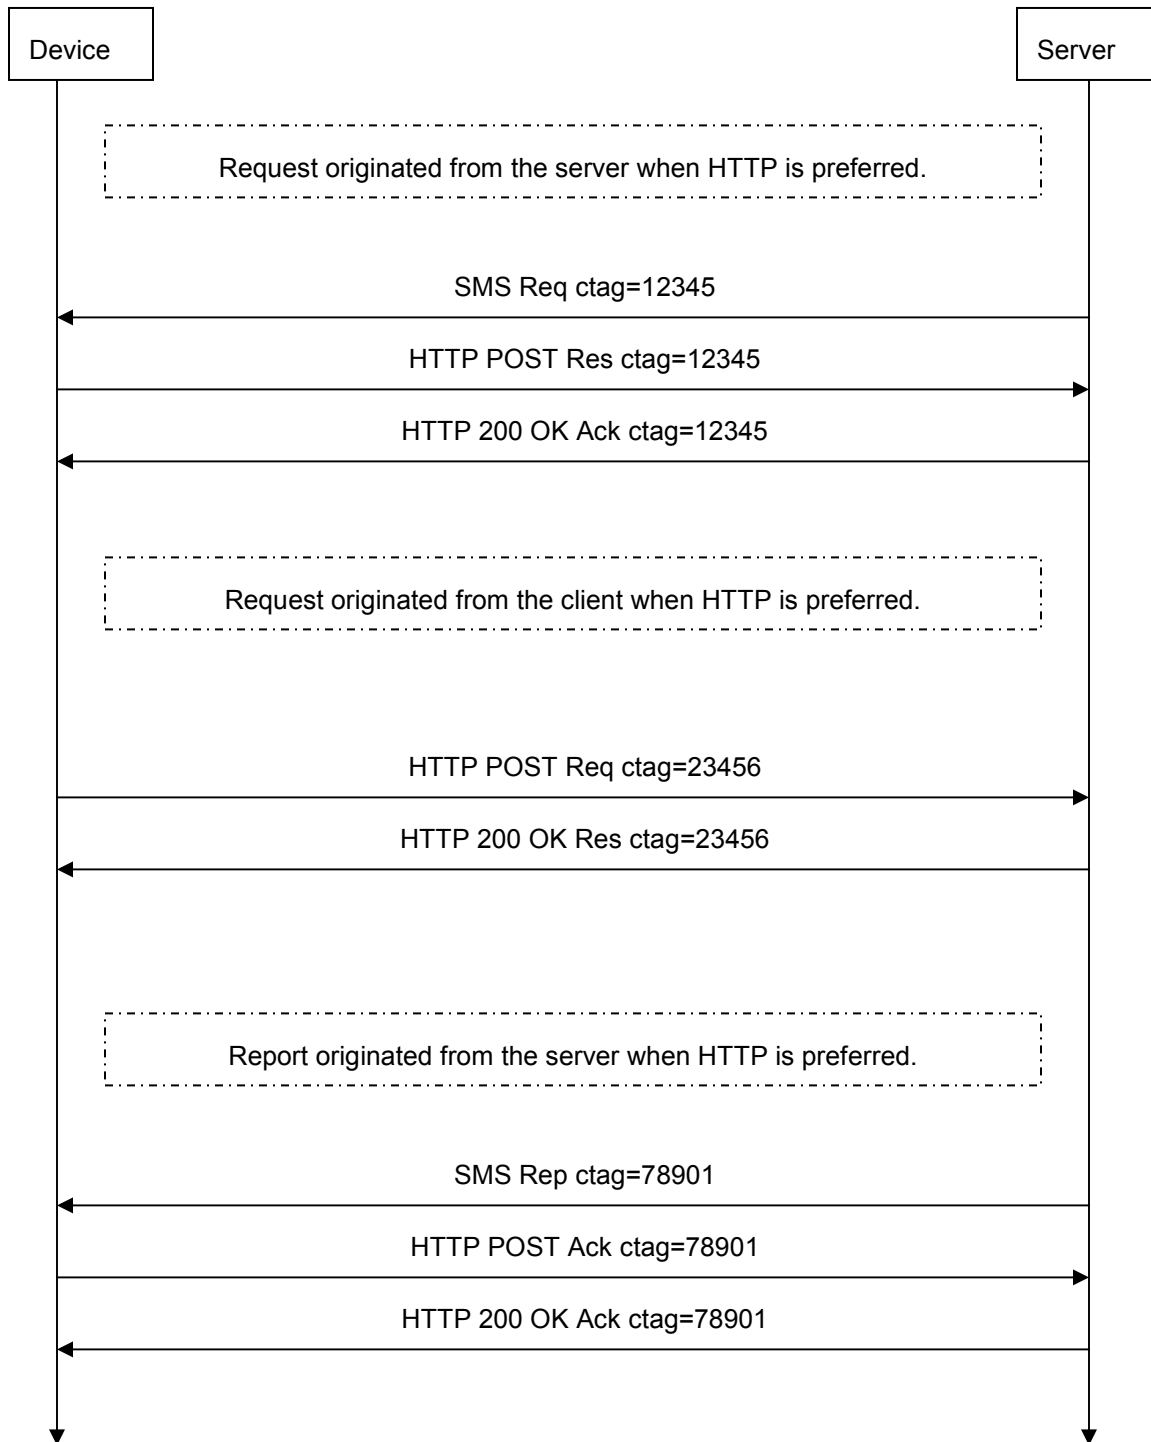 Device
Server
Request originated from the server when HTTP is preferred.
SMS Req ctag=12345
HTTP POST Res ctag=12345
HTTP 200 OK Ack ctag=12345
Request originated from the client when HTTP is preferred.
HTTP POST Req ctag=23456
HTTP 200 OK Res ctag=23456
Report originated from the server when HTTP is preferred.
SMS Rep ctag=78901
HTTP POST Ack ctag=78901
HTTP 200 OK Ack ctag=78901